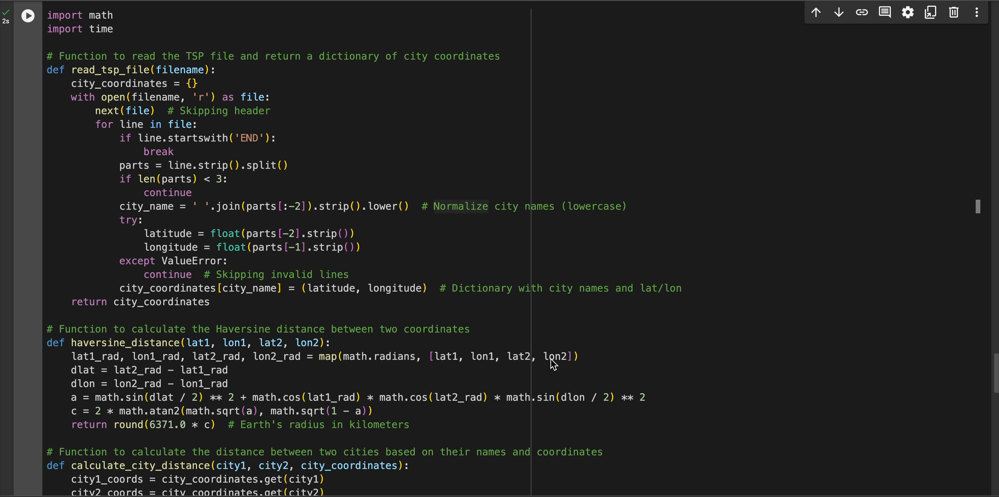 2s
import math
import time
# Function to read the TSP file and return a dictionary of city coordinates
def read_tsp_file(filename):
    city_coordinates = {}
    with open(filename, 'r') as file:
        next(file)  # Skipping header
        for line in file:
            if line.startswith('END'):
                break
            parts = line.strip().split()
            if len(parts) < 3:
                continue
            city_name = ' '.join(parts[:-2]).strip().lower()  # Normalize city names (lowercase)
            try:
                latitude = float(parts[-2].strip())
                longitude = float(parts[-1].strip())
            except ValueError:
                continue  # Skipping invalid lines
            city_coordinates[city_name] = (latitude, longitude)  # Dictionary with city names and lat/lon
    return city_coordinates
# Function to calculate the Haversine distance between two coordinates
def haversine_distance(lat1, lon1, lat2, lon2):
    lat1_rad, lon1_rad, lat2_rad, lon2_rad = map(math.radians, [lat1, lon1, lat2, lon2])
    dlat = lat2_rad - lat1_rad
    dlon = lon2_rad - lon1_rad
    a = math.sin(dlat / 2) ** 2 + math.cos(lat1_rad) * math.cos(lat2_rad) * math.sin(dlon / 2) ** 2
    c = 2 * math.atan2(math.sqrt(a), math.sqrt(1 - a))
    return round(6371.0 * c)  # Earth's radius in kilometers
# Function to calculate the distance between two cities based on their names and coordinates
def calculate_city_distance(city1, city2, city_coordinates):
    city1_coords = city_coordinates.get(city1)
    city2_coords = city_coordinates.get(city2)